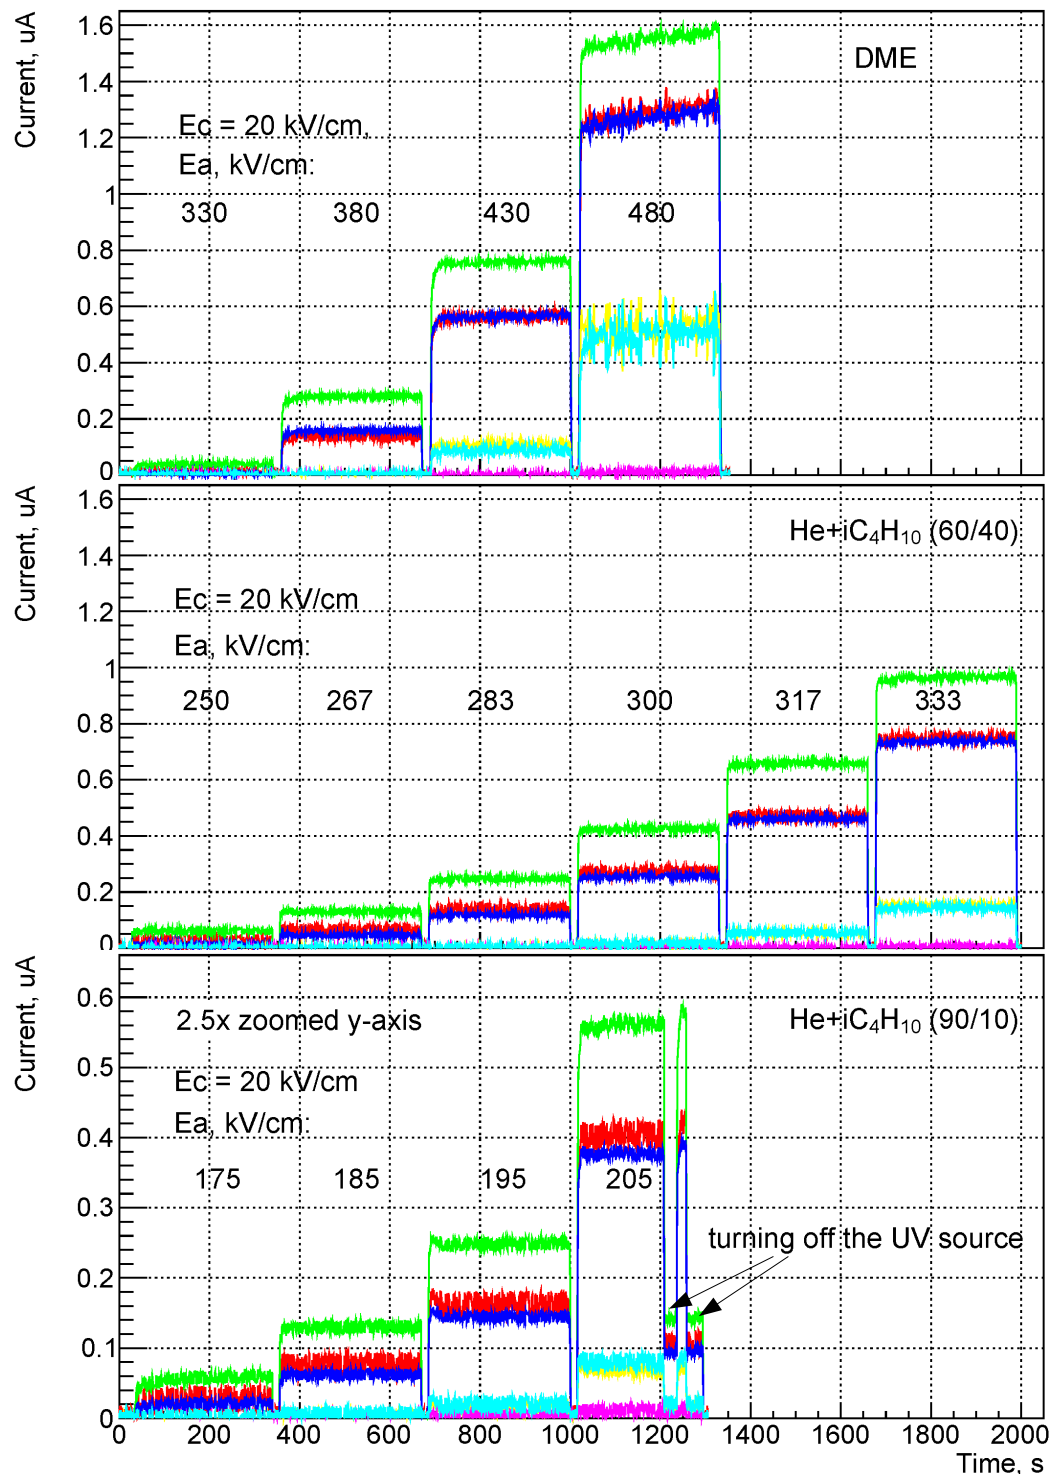 Current, uA
1.6
1.4
1.2
1
0.8
0.6
0.4
0.2
0
DME
Ec = 20 kV/cm,
Ea, kV/cm:
330 380 430 480
Current, uA
1.6
1.4
1.2
1
0.8
0.6
0.4
0.2
0
He+iC₄H₁₀ (60/40)
Ec = 20 kV/cm
Ea, kV/cm:
250 267 283 300 317 333
Current, uA
0.6
0.5
0.4
0.3
0.2
0.1
0
2.5x zoomed y-axis
He+iC₄H₁₀ (90/10)
Ec = 20 kV/cm
Ea, kV/cm:
175 185 195 205
turning off the UV source
0 200 400 600 800 1000 1200 1400 1600 1800 2000
Time, s